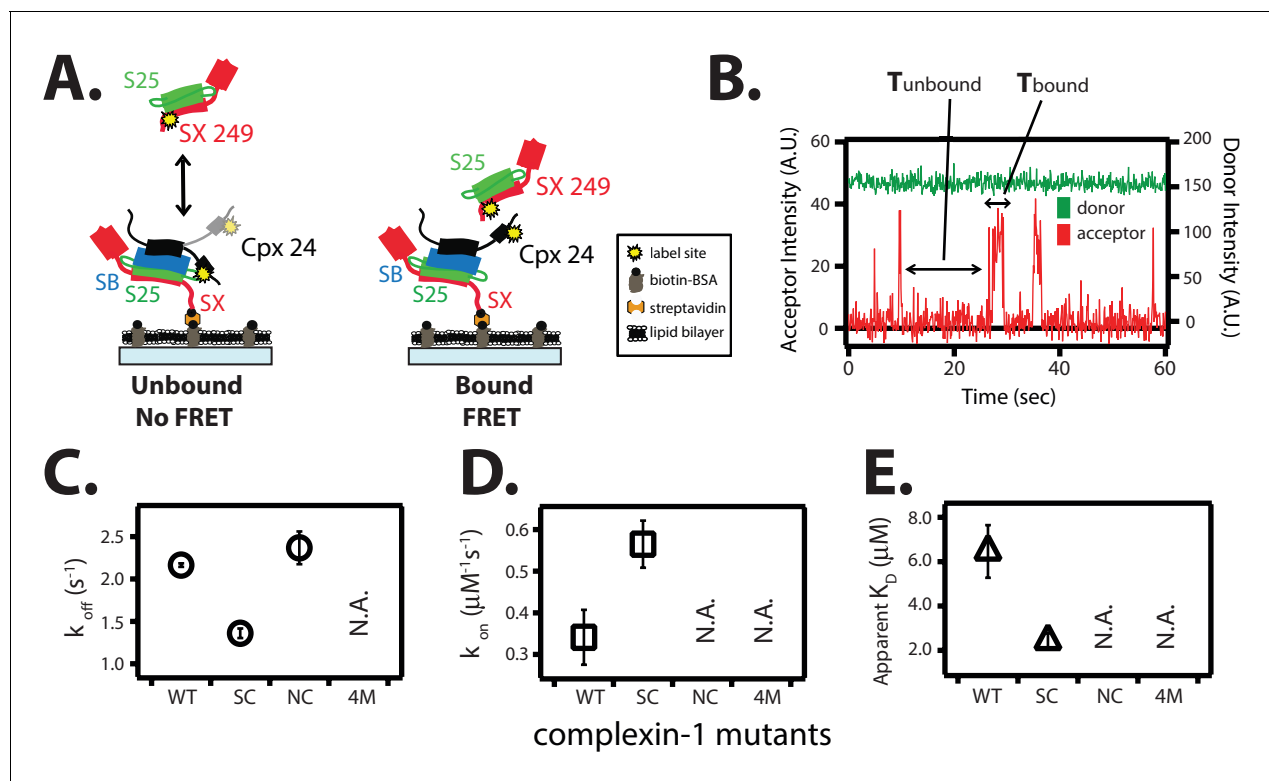 A.
S25
SX 249
Cpx 24
SB
S25
SX
Unbound
No FRET
S25
SX 249
Cpx 24
SB
S25
SX
Bound
FRET
label site
biotin-BSA
streptavidin
lipid bilayer
B.
Tunbound
Tbound
Acceptor Intensity (A.U.)
60
40
20
0
200
150
100
50
0
Donor Intensity (A.U.)
donor
acceptor
0 20 40 60
Time (sec)
C.
k off (s-1)
2.5
2.0
1.5
1.0
N.A.
WT SC NC 4M
D.
k on (μM-1s-1)
0.6
0.5
0.4
0.3
N.A. N.A.
WT SC NC 4M
complexin-1 mutants
E.
Apparent KD (μM)
8.0
6.0
4.0
2.0
N.A. N.A.
WT SC NC 4M